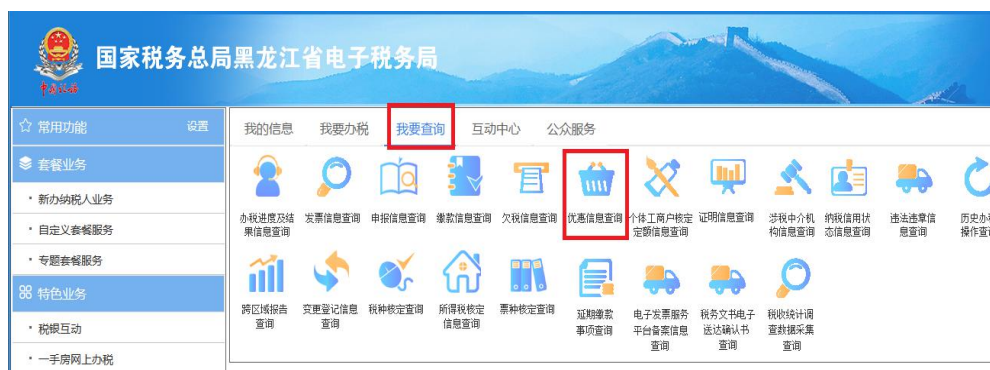 国家税务总局黑龙江省电子税务局
中国税务
常用功能 设置
我的信息 我要办税 我要查询 互动中心 公众服务
套餐业务
新办纳税人业务
自定义套餐服务
专题套餐服务
特色业务
税银互动
一手房网上办税
办税进度及结
果信息查询
发票信息查询
申报信息查询
缴款信息查询
欠税信息查询
优惠信息查询
个体工商户核定
定额信息查询
证明信息查询
涉税中介机
构信息查询
纳税信用状
态信息查询
违法违章信
息查询
历史办
操作查
跨区域报告
查询
变更登记信息
查询
税种核定查询
所得税核定
信息查询
票种核定查询
延期缴款
事项查询
电子发票服务
平台备案信息
查询
税务文书电子
送达确认书
查询
税收统计调
查数据采集
查询